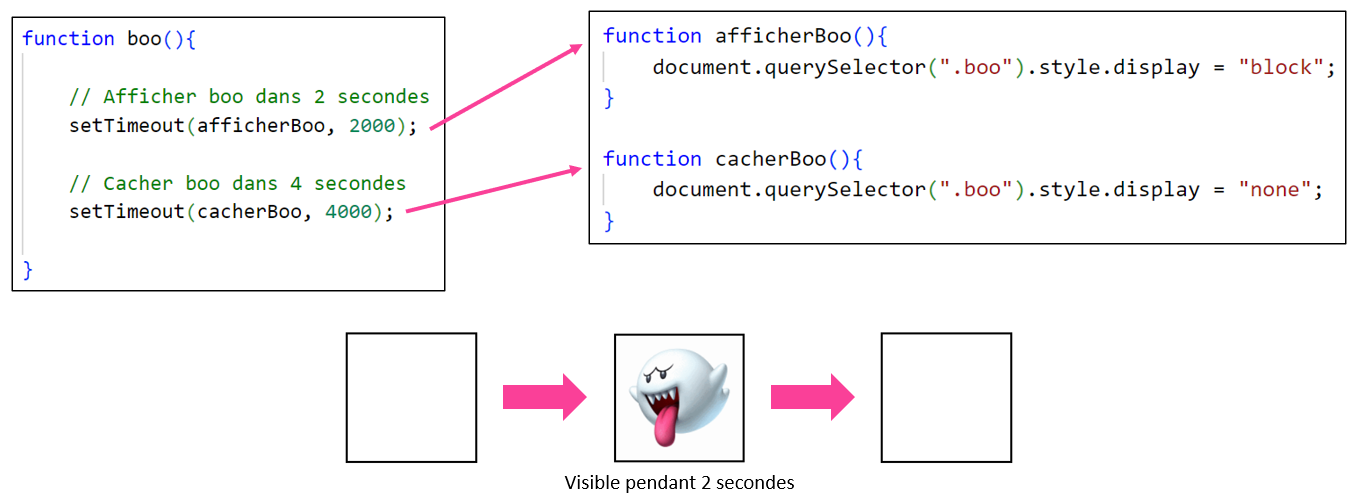 function boo(){
// Afficher boo dans 2 secondes
setTimeout(afficherBoo, 2000);
// Cacher boo dans 4 secondes
setTimeout(cacherBoo, 4000);
}
function afficherBoo(){
document.querySelector(".boo").style.display = "block";
}
function cacherBoo(){
document.querySelector(".boo").style.display = "none";
}
Visible pendant 2 secondes